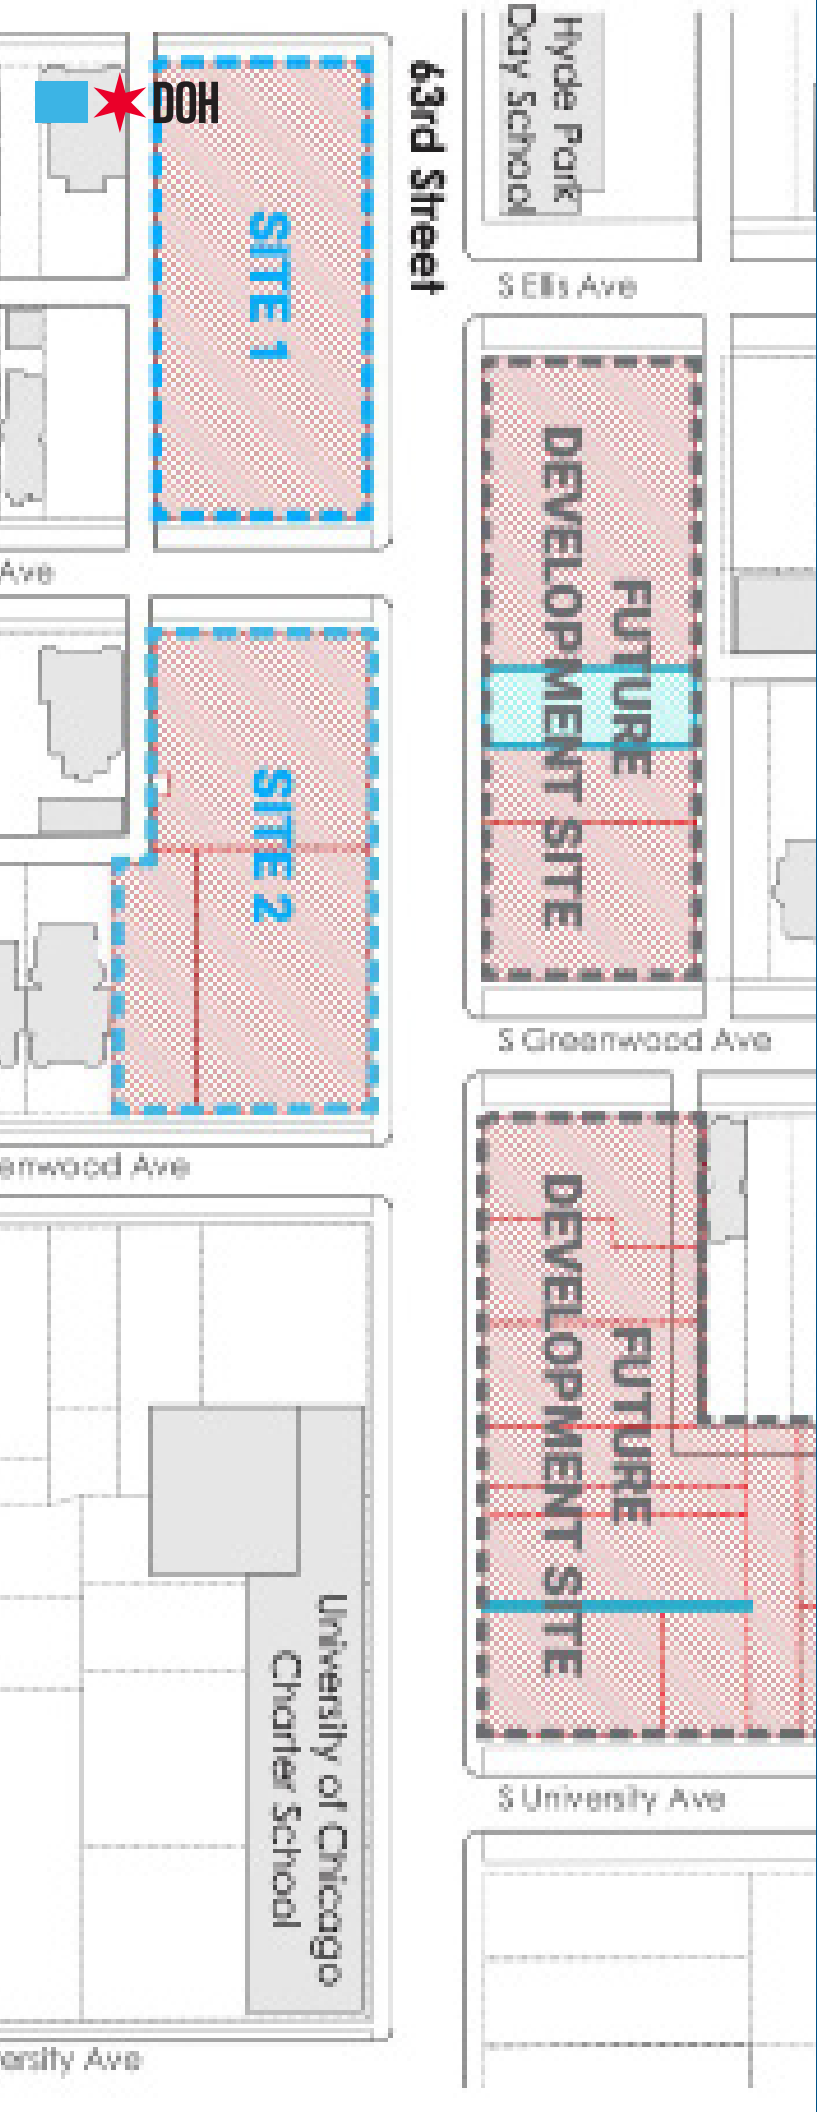 DOH
SITE 1
63rd Street
Hyde Park
Day School
S Ellis Ave
FUTURE
DEVELOPMENT SITE
Ave
SITE 2
S Greenwood Ave
enwood Ave
FUTURE
DEVELOPMENT SITE
University of Chicago
Charter School
S University Ave
ersity Ave